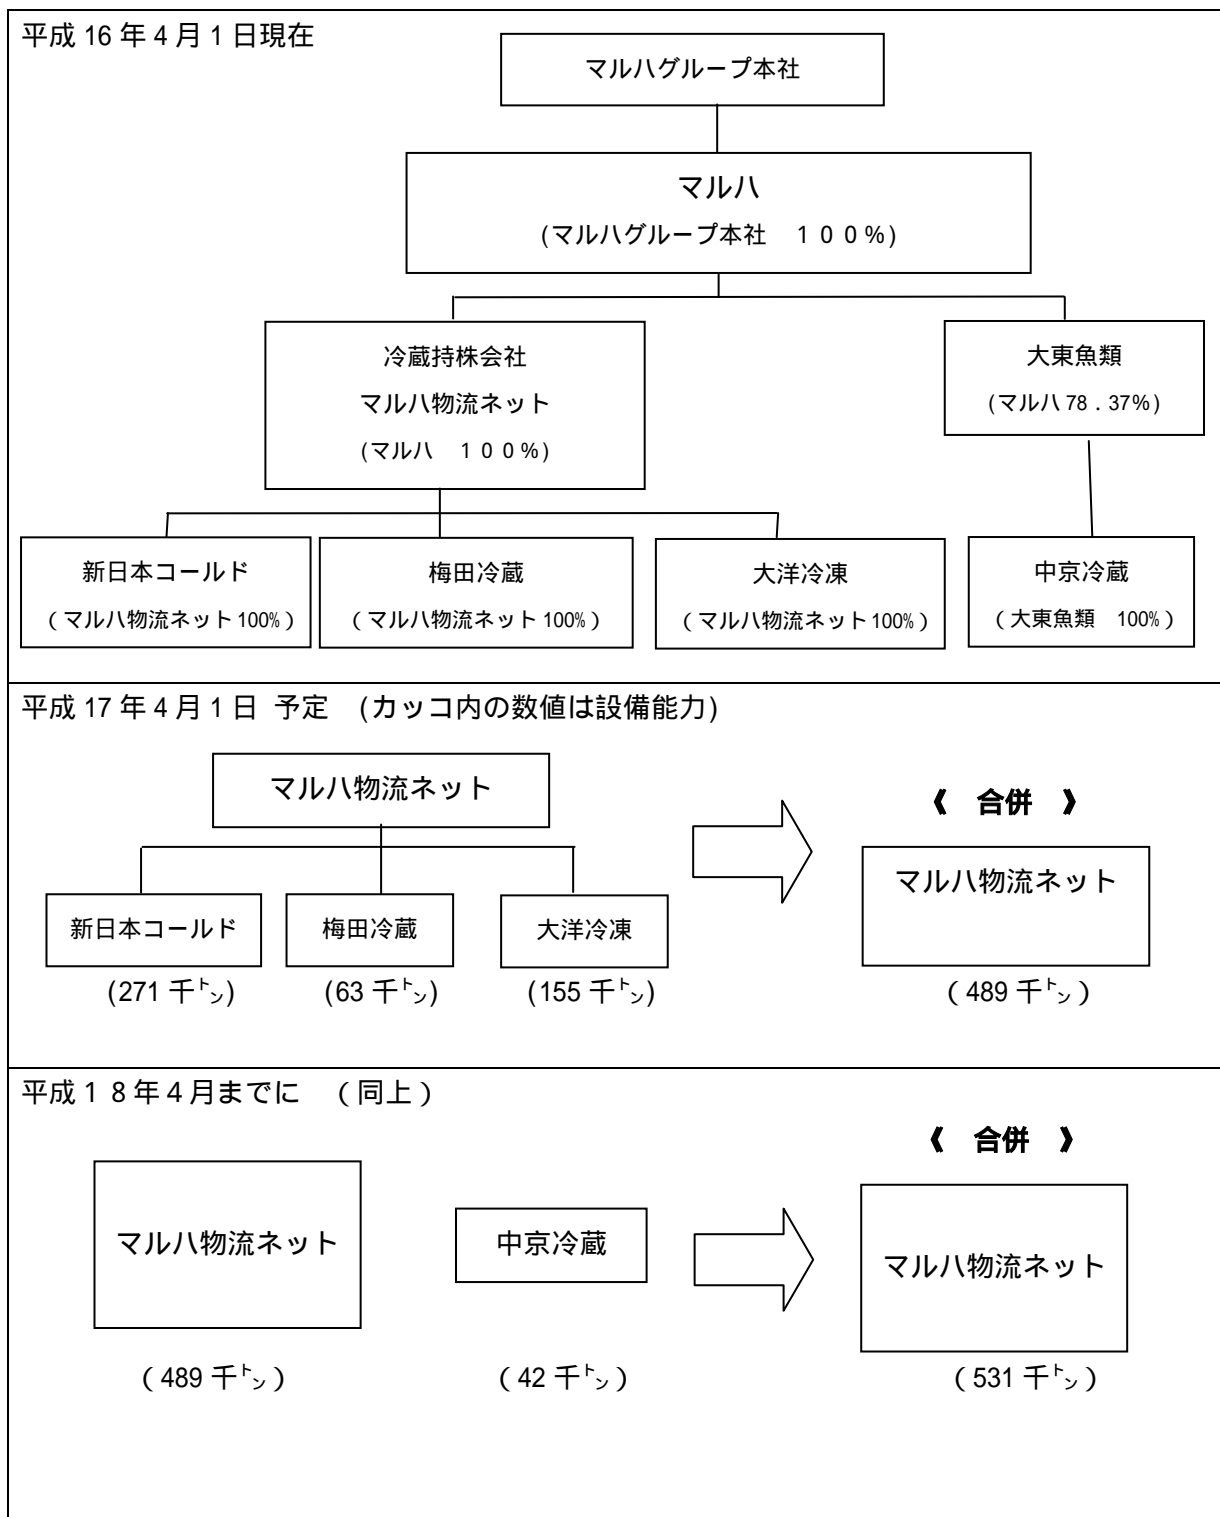 平成 16 年 4 月 1 日現在
マルハグループ本社
マルハ
(マルハグループ本社　１００%)
冷蔵持株会社
マルハ物流ネット
(マルハ　１００%)
大東魚類
(マルハ 78．37%)
新日本コールド
（マルハ物流ネット 100%）
梅田冷蔵
（マルハ物流ネット 100%）
大洋冷凍
（マルハ物流ネット 100%）
中京冷蔵
（大東魚類　100%）
平成 17 年 4 月 1 日 予定　(カッコ内の数値は設備能力)
マルハ物流ネット
《　合併　》
マルハ物流ネット
新日本コールド
梅田冷蔵
大洋冷凍
(271 千㌧)
(63 千㌧)
(155 千㌧)
（489 千㌧）
平成１８年４月までに　（同上）
《　合併　》
マルハ物流ネット
中京冷蔵
マルハ物流ネット
（489 千㌧）
（42 千㌧）
（531 千㌧）